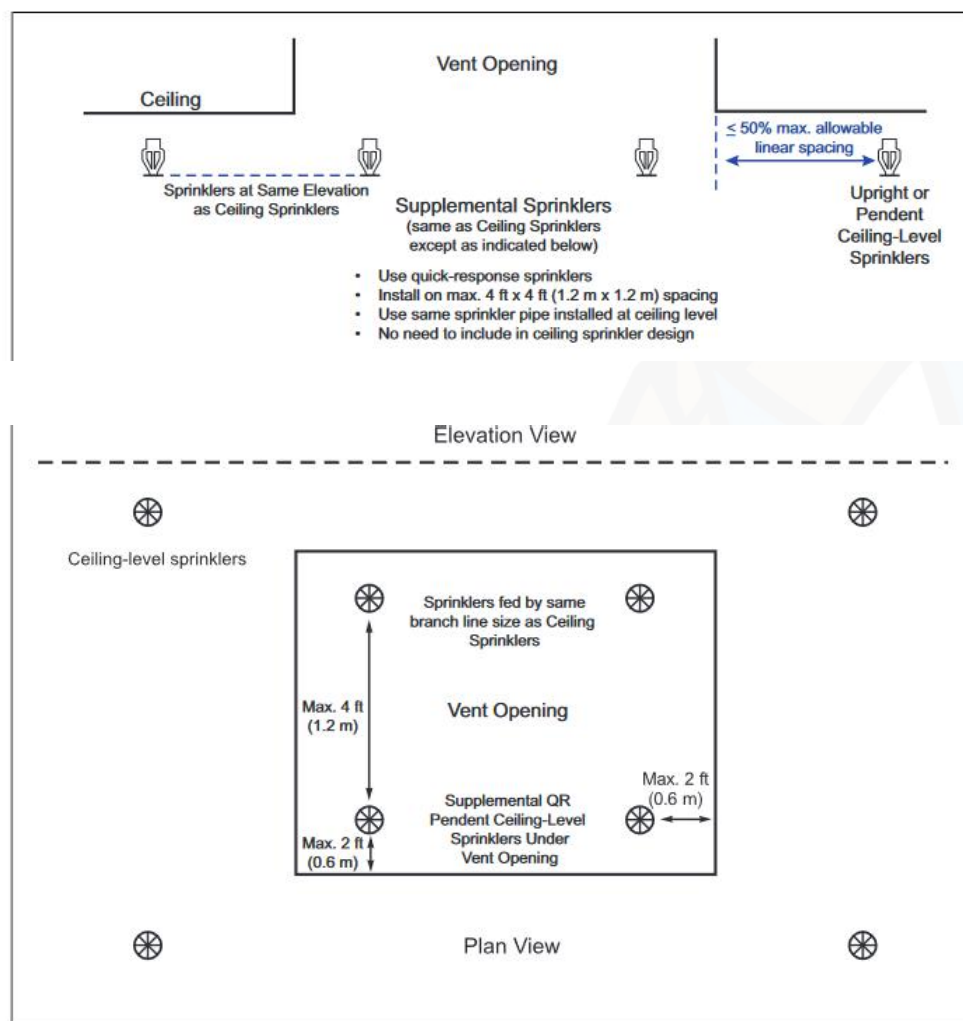 Vent Opening
Ceiling
≤ 50% max. allowable
linear spacing
Sprinklers at Same Elevation
as Ceiling Sprinklers
Supplemental Sprinklers
(same as Ceiling Sprinklers
except as indicated below)
Upright or
Pendent
Ceiling-Level
Sprinklers
• Use quick-response sprinklers
• Install on max. 4 ft x 4 ft (1.2 m x 1.2 m) spacing
• Use same sprinkler pipe installed at ceiling level
• No need to include in ceiling sprinkler design
Elevation View
Ceiling-level sprinklers
Sprinklers fed by same
branch line size as Ceiling
Sprinklers
Max. 4 ft
(1.2 m)
Vent Opening
Max. 2 ft
(0.6 m)
Supplemental QR
Pendent Ceiling-Level
Sprinklers Under
Vent Opening
Max. 2 ft
(0.6 m)
Plan View